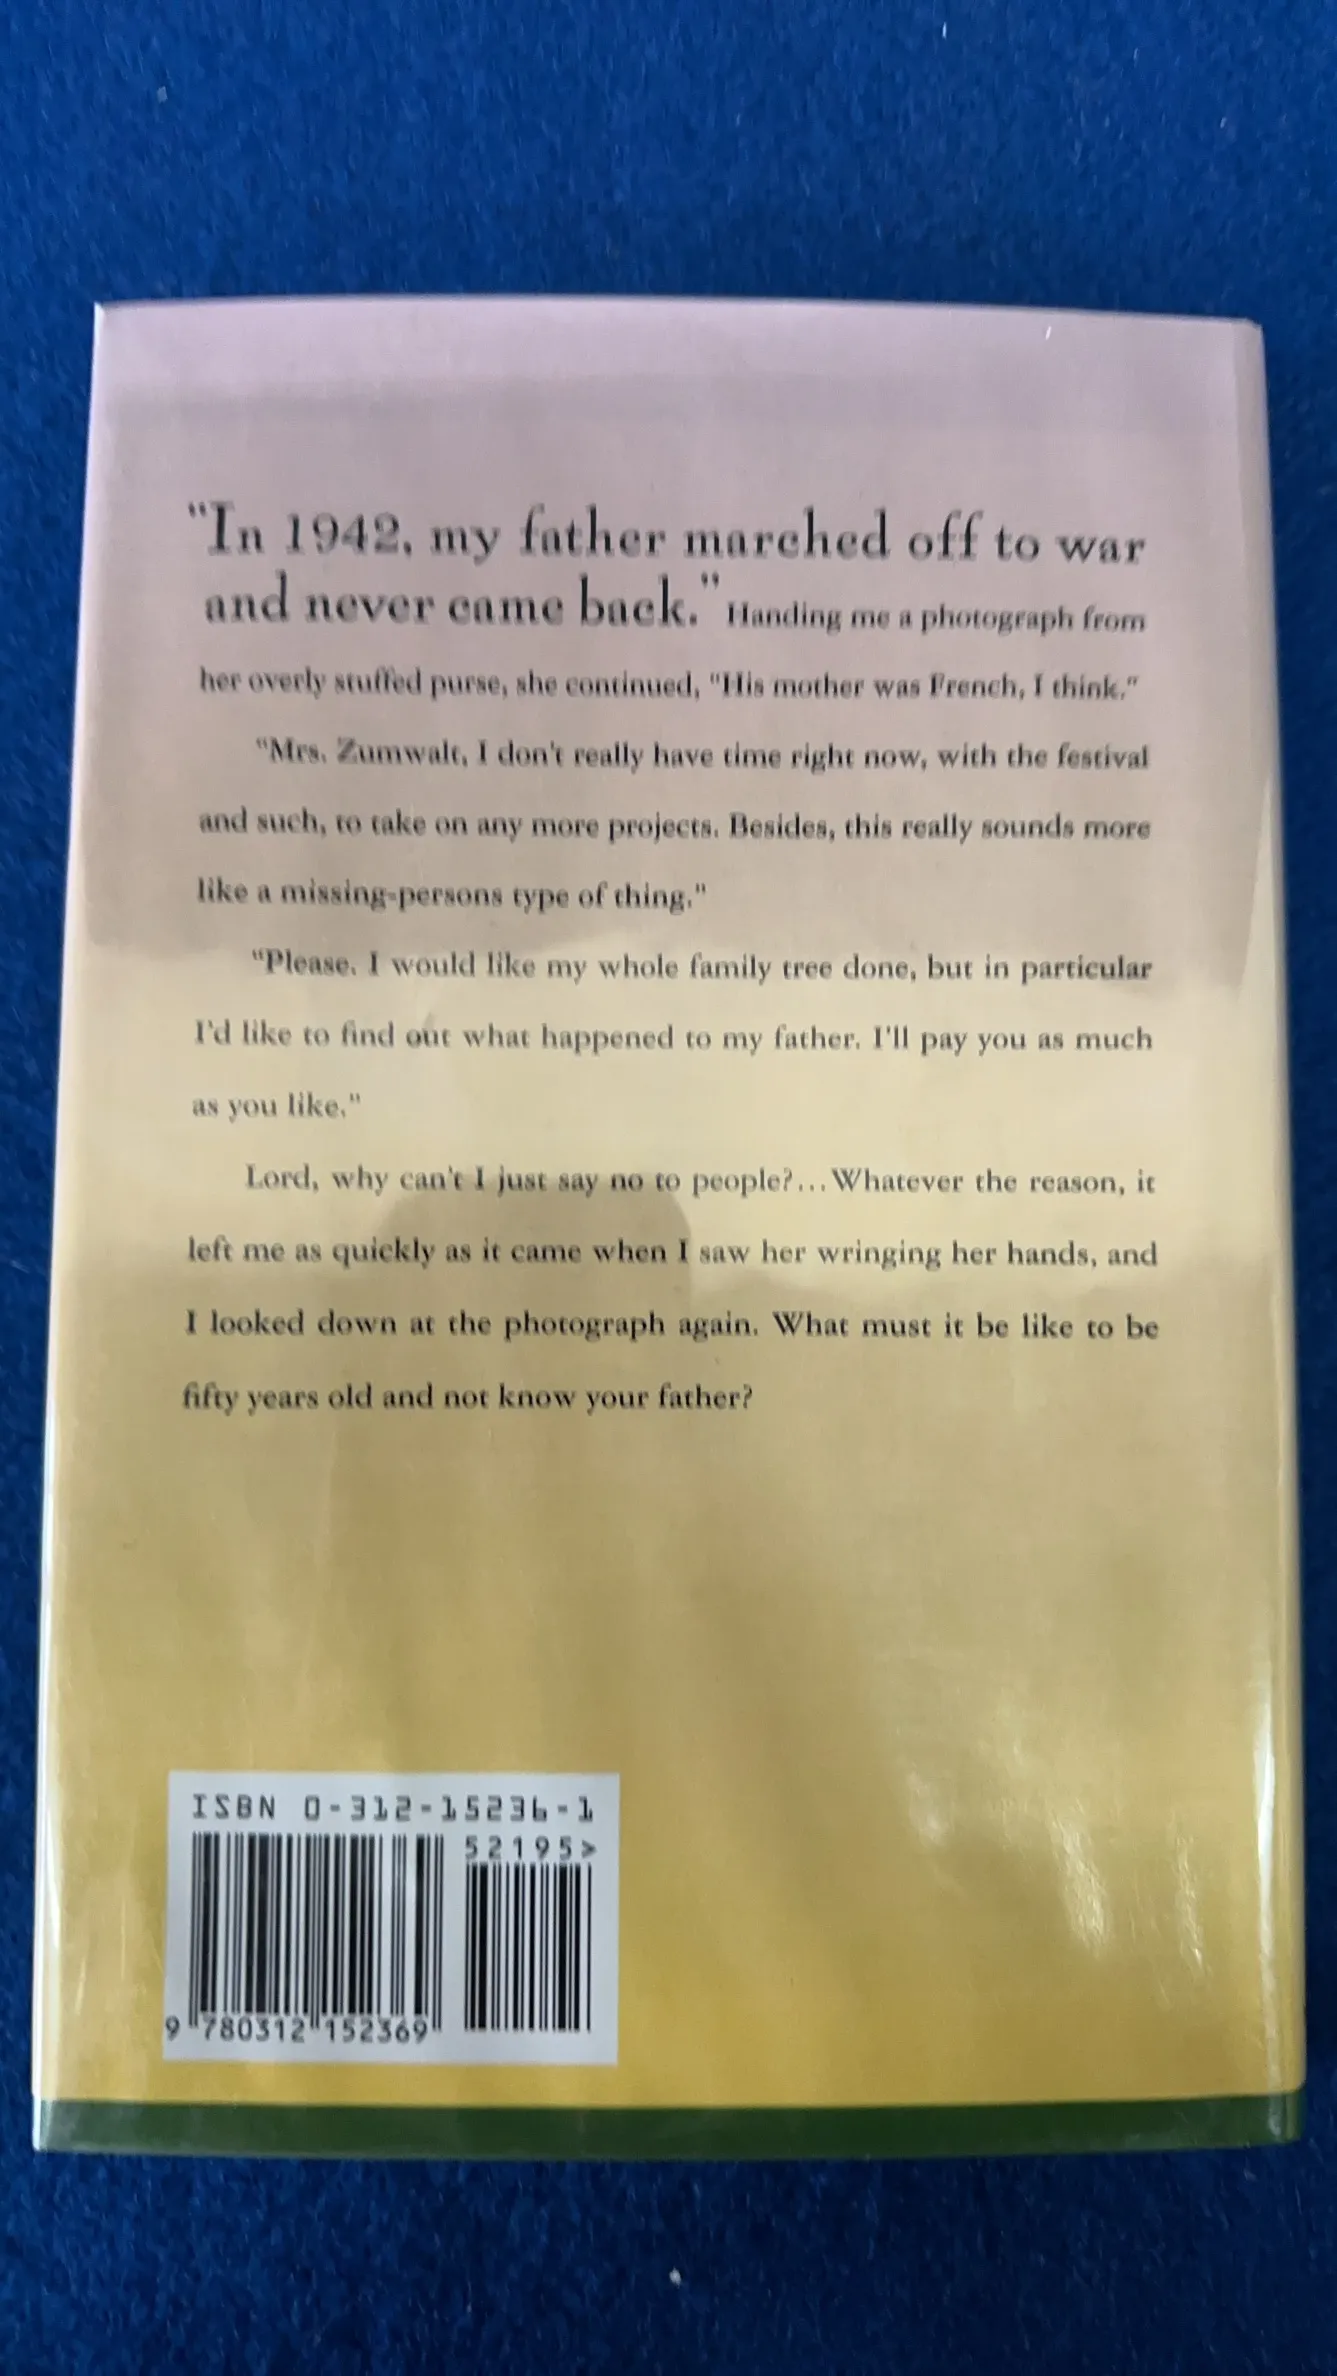 "In 1942, my father marched off to war
and never came back." Handing me a photograph from
her overly stuffed purse, she continued, "His mother was French, I think."
"Mrs. Zumwalt, I don't really have time right now, with the festival
and such, to take on any more projects. Besides, this really sounds more
like a missing-persons type of thing."
"Please. I would like my whole family tree done, but in particular
I'd like to find out what happened to my father. I'll pay you as much
as you like."
Lord, why can't I just say no to people?...Whatever the reason, it
left me as quickly as it came when I saw her wringing her hands, and
I looked down at the photograph again. What must it be like to be
fifty years old and not know your father?
ISBN 0-312-15236-1
52195>
9 780312 152369